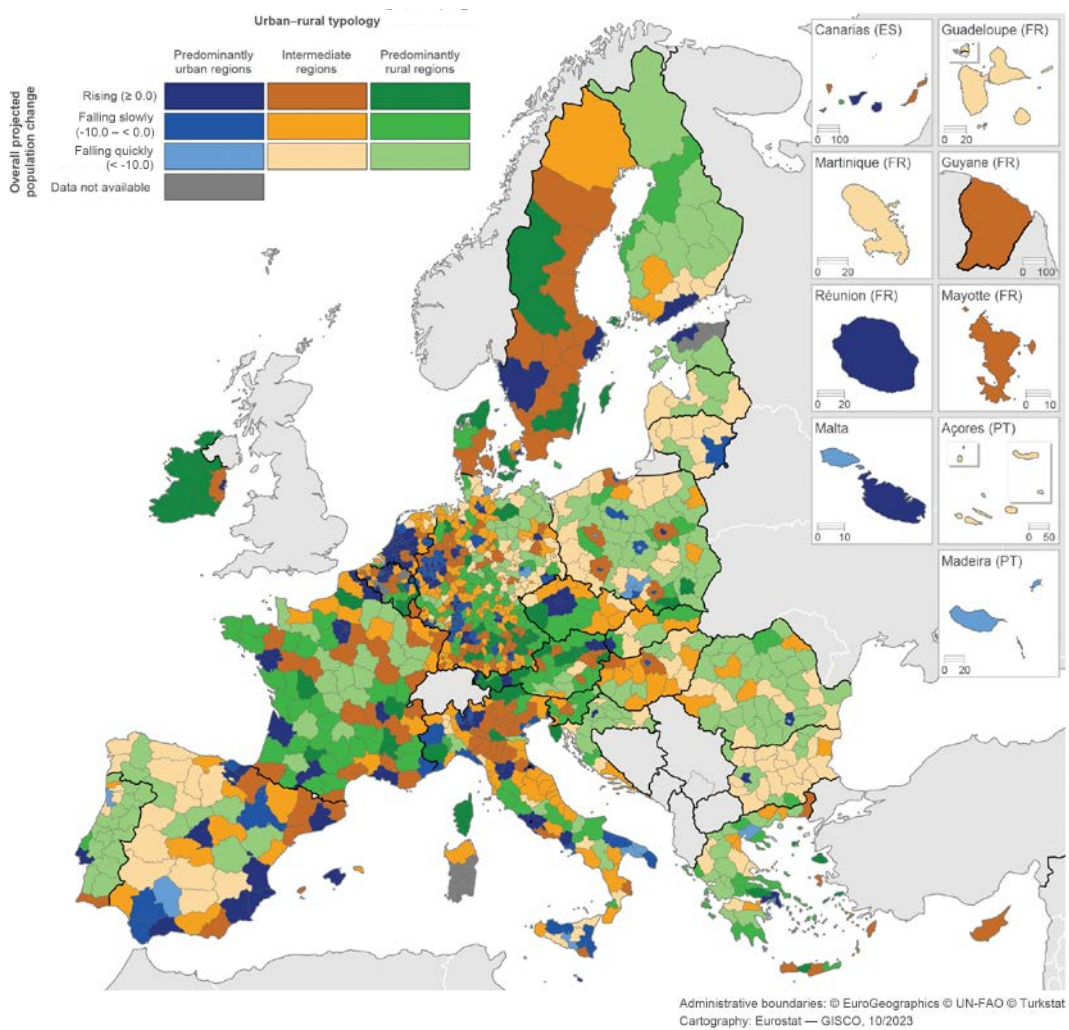 Urban–rural typology
Predominantly
urban regions
Intermediate
regions
Predominantly
rural regions
Overall projected
population change
Rising (≥ 0.0)
Falling slowly
(-10.0 – < 0.0)
Falling quickly
(< -10.0)
Data not available
Canarias (ES)
0 100
Guadeloupe (FR)
0 20
Martinique (FR)
0 20
Guyane (FR)
0 100
Réunion (FR)
0 20
Mayotte (FR)
0 10
Malta
0 10
Açores (PT)
0 50
Madeira (PT)
0 20
Administrative boundaries: © EuroGeographics © UN-FAO © Turkstat
Cartography: Eurostat — GISCO, 10/2023